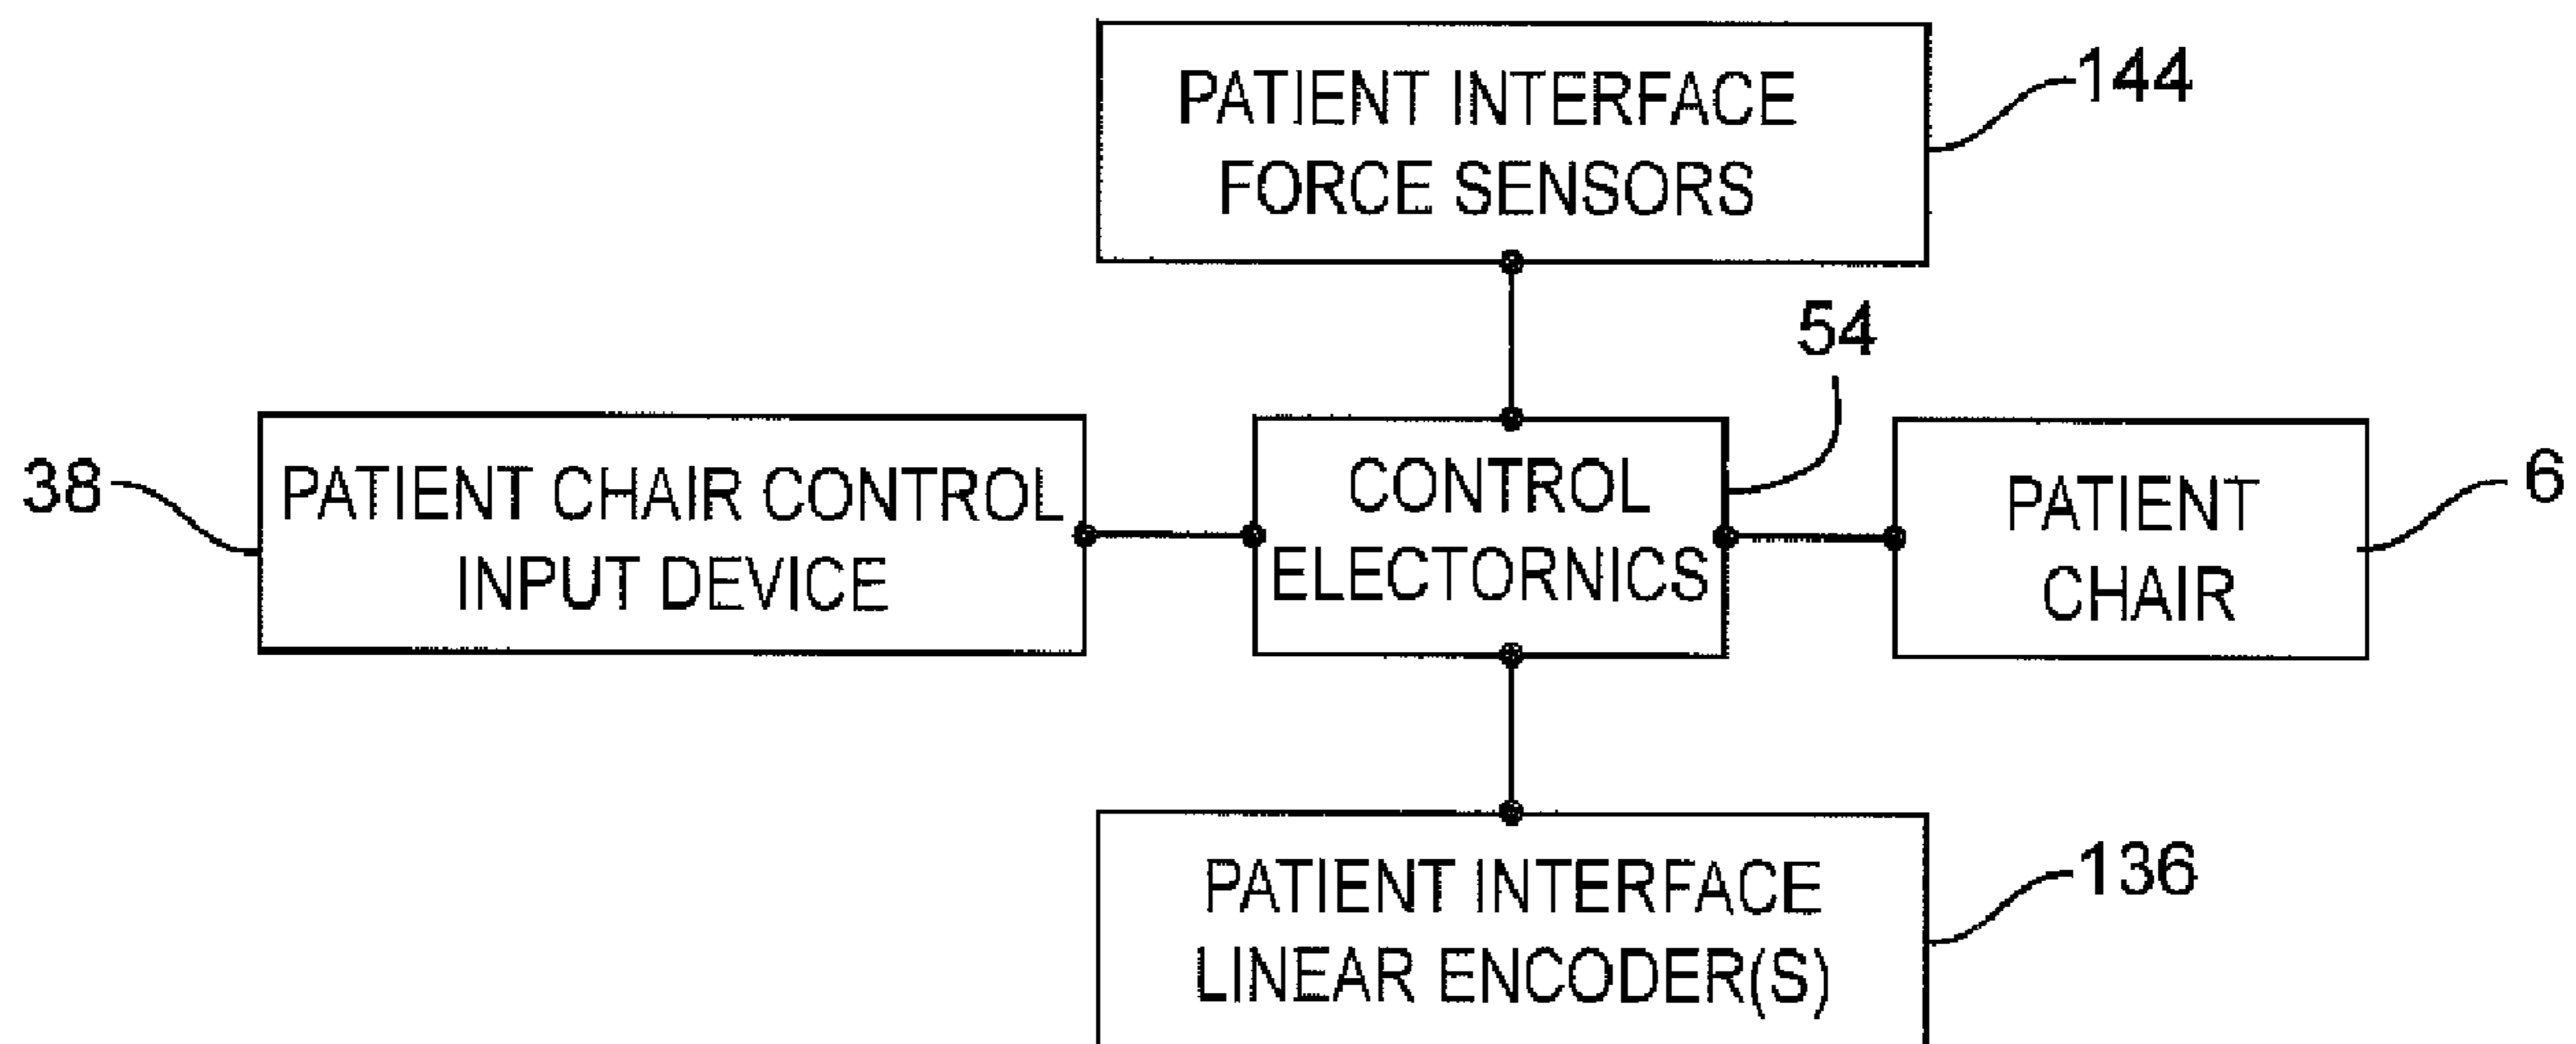 PATIENT INTERFACE
FORCE SENSORS
144
54
38
PATIENT CHAIR CONTROL
INPUT DEVICE
CONTROL
ELECTORNICS
PATIENT
CHAIR
6
PATIENT INTERFACE
LINEAR ENCODER(S)
136